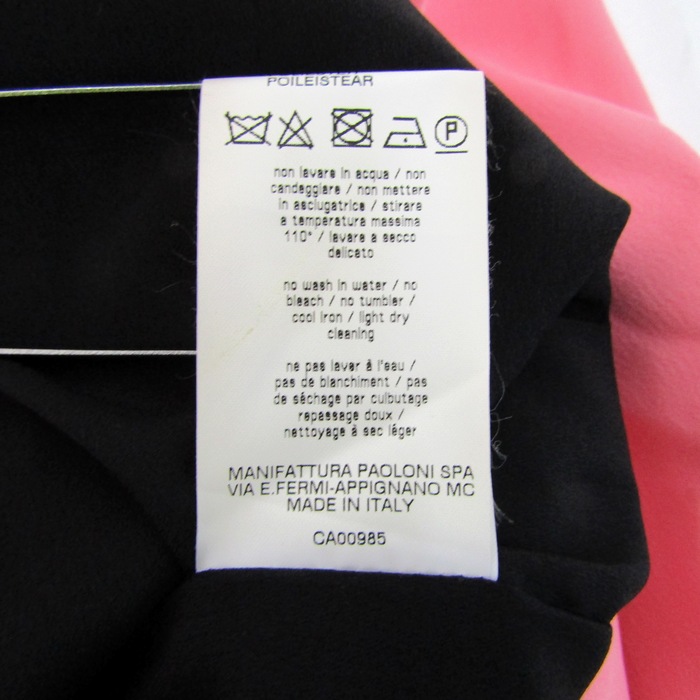 POILEISTEAR
P
non lavare in acqua / non
candeggiare / non mettere
in asciugatrice / stirare
a temperatura massima
110° / lavare a secco
delicato
no wash in water / no
bleach / no tumbler /
cool iron / light dry
cleaning
ne pas laver à l'eau /
pas de blanchiment / pas
de séchage par culbutage
repassage doux /
nettoyage à sec léger
MANIFATTURA PAOLONI SPA
VIA E.FERMI-APPIGNANO MC
MADE IN ITALY
CA00985